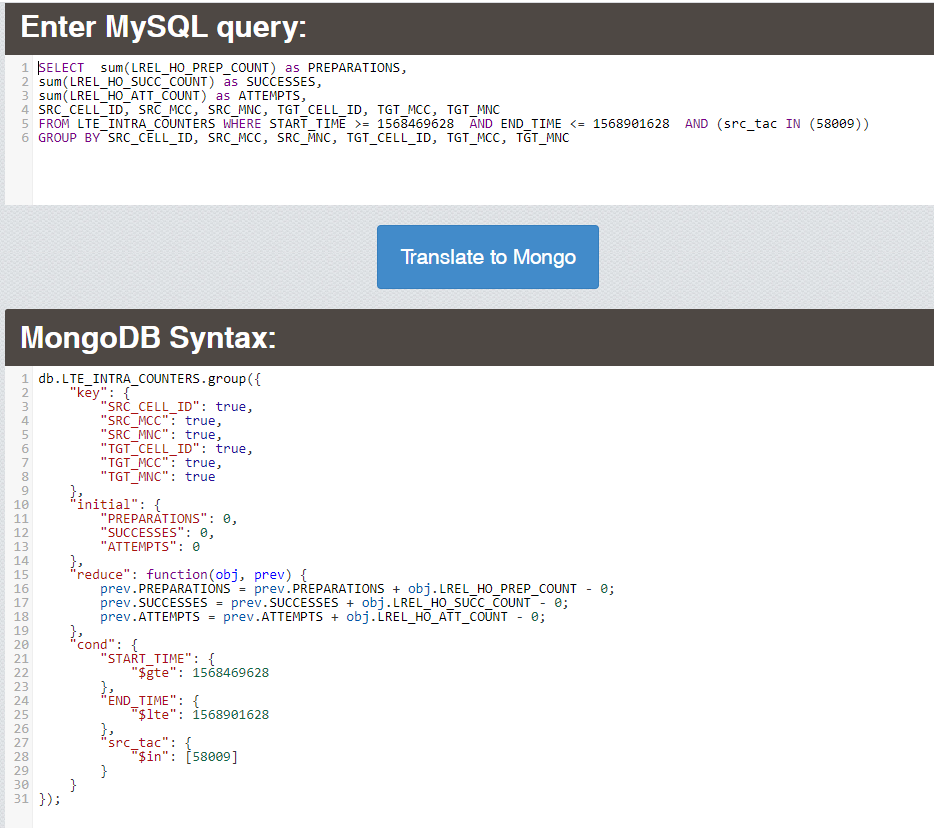 Enter MySQL query:
1 SELECT  sum(LREL_HO_PREP_COUNT) as PREPARATIONS,
2 sum(LREL_HO_SUCC_COUNT) as SUCCESSES,
3 sum(LREL_HO_ATT_COUNT) as ATTEMPTS,
4 SRC_CELL_ID, SRC_MCC, SRC_MNC, TGT_CELL_ID, TGT_MCC, TGT_MNC
5 FROM LTE_INTRA_COUNTERS WHERE START_TIME >= 1568469628  AND END_TIME <= 1568901628  AND (src_tac IN (58009))
6 GROUP BY SRC_CELL_ID, SRC_MCC, SRC_MNC, TGT_CELL_ID, TGT_MCC, TGT_MNC
Translate to Mongo
MongoDB Syntax:
1 db.LTE_INTRA_COUNTERS.group({
2     "key": {
3         "SRC_CELL_ID": true,
4         "SRC_MCC": true,
5         "SRC_MNC": true,
6         "TGT_CELL_ID": true,
7         "TGT_MCC": true,
8         "TGT_MNC": true
9     },
10     "initial": {
11         "PREPARATIONS": 0,
12         "SUCCESSES": 0,
13         "ATTEMPTS": 0
14     },
15     "reduce": function(obj, prev) {
16         prev.PREPARATIONS = prev.PREPARATIONS + obj.LREL_HO_PREP_COUNT - 0;
17         prev.SUCCESSES = prev.SUCCESSES + obj.LREL_HO_SUCC_COUNT - 0;
18         prev.ATTEMPTS = prev.ATTEMPTS + obj.LREL_HO_ATT_COUNT - 0;
19     },
20     "cond": {
21         "START_TIME": {
22             "$gte": 1568469628
23         },
24         "END_TIME": {
25             "$lte": 1568901628
26         },
27         "src_tac": {
28             "$in": [58009]
29         }
30     }
31 });